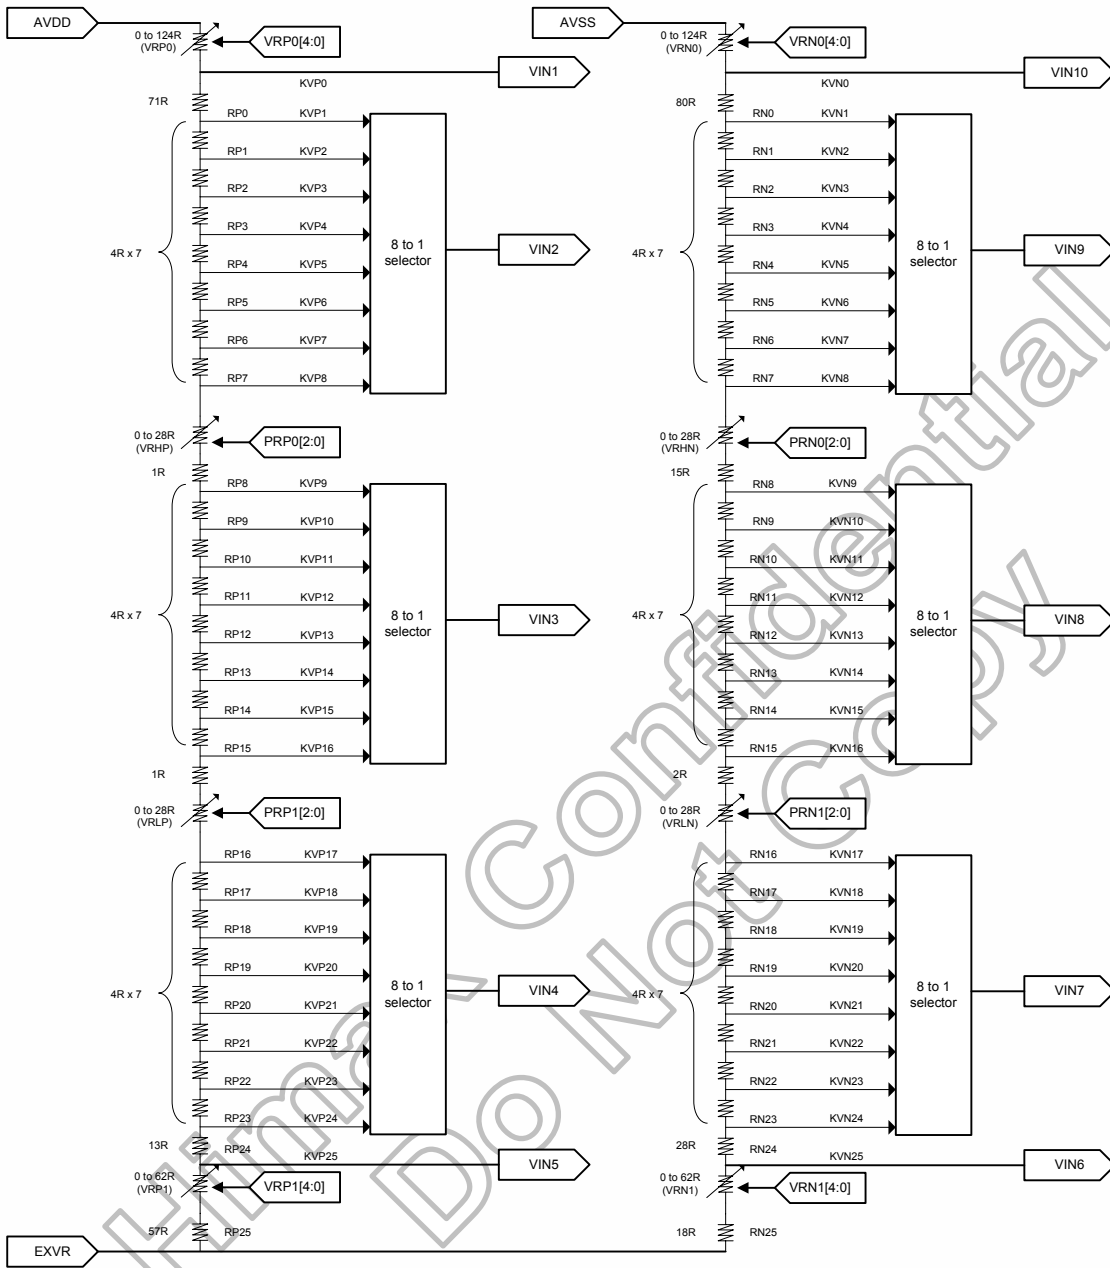 AVDD
0 to 124R
(VRP0)
VRP0[4:0]
VIN1
KVP0
71R
RP0 KVP1
RP1 KVP2
RP2 KVP3
RP3 KVP4
4R x 7
8 to 1
selector
VIN2
RP4 KVP5
RP5 KVP6
RP6 KVP7
RP7 KVP8
0 to 28R
(VRHP)
PRP0[2:0]
1R
RP8 KVP9
RP9 KVP10
RP10 KVP11
RP11 KVP12
4R x 7
8 to 1
selector
VIN3
RP12 KVP13
RP13 KVP14
RP14 KVP15
RP15 KVP16
1R
0 to 28R
(VRLP)
PRP1[2:0]
RP16 KVP17
RP17 KVP18
RP18 KVP19
RP19 KVP20
4R x 7
8 to 1
selector
VIN4
RP20 KVP21
RP21 KVP22
RP22 KVP23
RP23 KVP24
13R
RP24
KVP25
VIN5
0 to 62R
(VRP1)
VRP1[4:0]
57R
RP25
EXVR
AVSS
0 to 124R
(VRN0)
VRN0[4:0]
VIN10
KVN0
80R
RN0 KVN1
RN1 KVN2
RN2 KVN3
RN3 KVN4
4R x 7
8 to 1
selector
VIN9
RN4 KVN5
RN5 KVN6
RN6 KVN7
RN7 KVN8
0 to 28R
(VRHN)
PRN0[2:0]
15R
RN8 KVN9
RN9 KVN10
RN10 KVN11
RN11 KVN12
4R x 7
8 to 1
selector
VIN8
RN12 KVN13
RN13 KVN14
RN14 KVN15
RN15 KVN16
2R
0 to 28R
(VRLN)
PRN1[2:0]
RN16 KVN17
RN17 KVN18
RN18 KVN19
RN19 KVN20
4R x 7
8 to 1
selector
VIN7
RN20 KVN21
RN21 KVN22
RN22 KVN23
RN23 KVN24
28R
RN24
KVN25
VIN6
0 to 62R
(VRN1)
VRN1[4:0]
18R
RN25
Himax Confidential
Do Not Copy